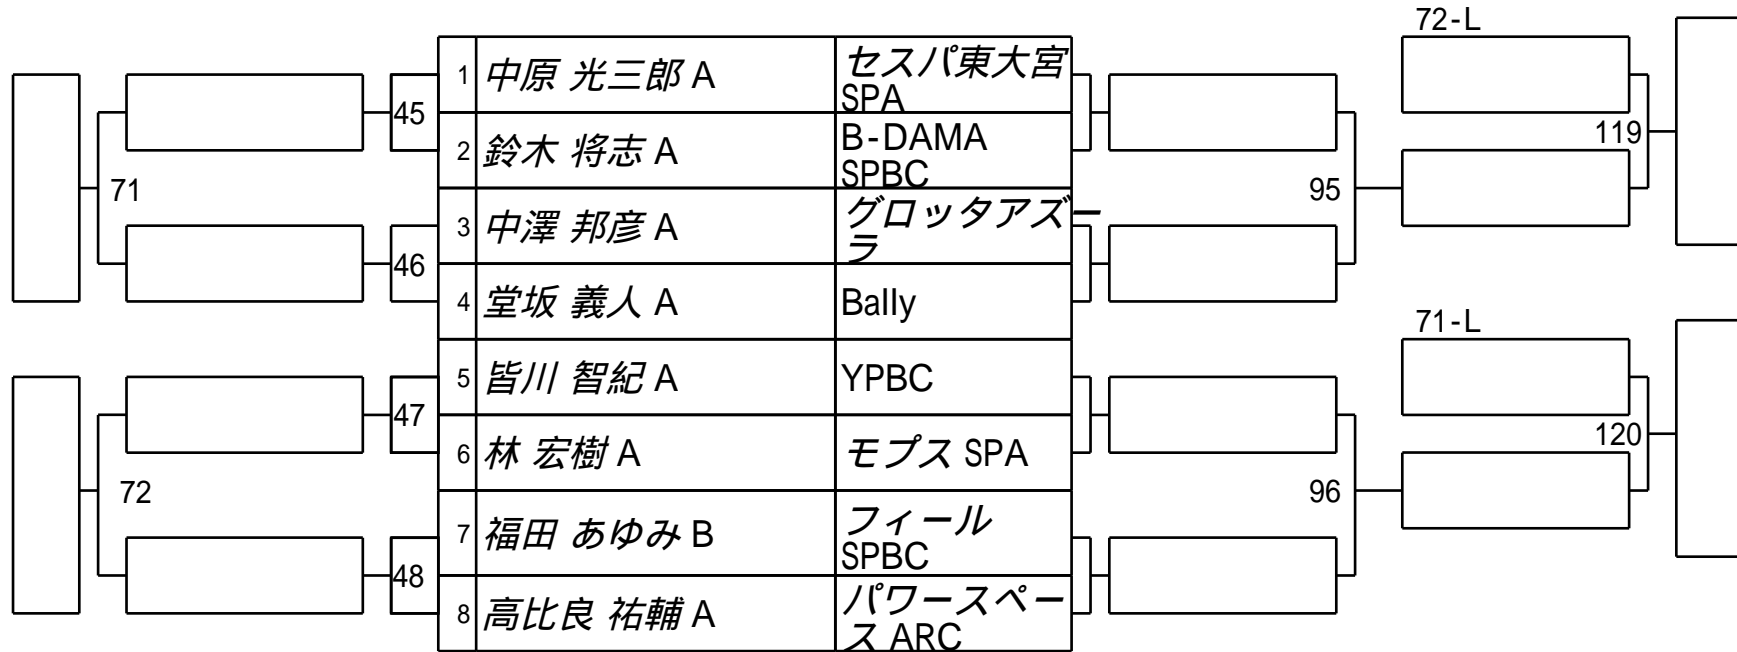 72-L
1 中原 光三郎 A セスパ東大宮
SPA
45
2 鈴木 将志 A B-DAMA
SPBC
119
71
95
3 中澤 邦彦 A グロッタアズー
ラ
46
4 堂坂 義人 A Bally
71-L
5 皆川 智紀 A YPBC
47
6 林 宏樹 A モプス SPA
120
72
96
7 福田 あゆみ B フィール
SPBC
48
8 高比良 祐輔 A パワースペー
ス ARC